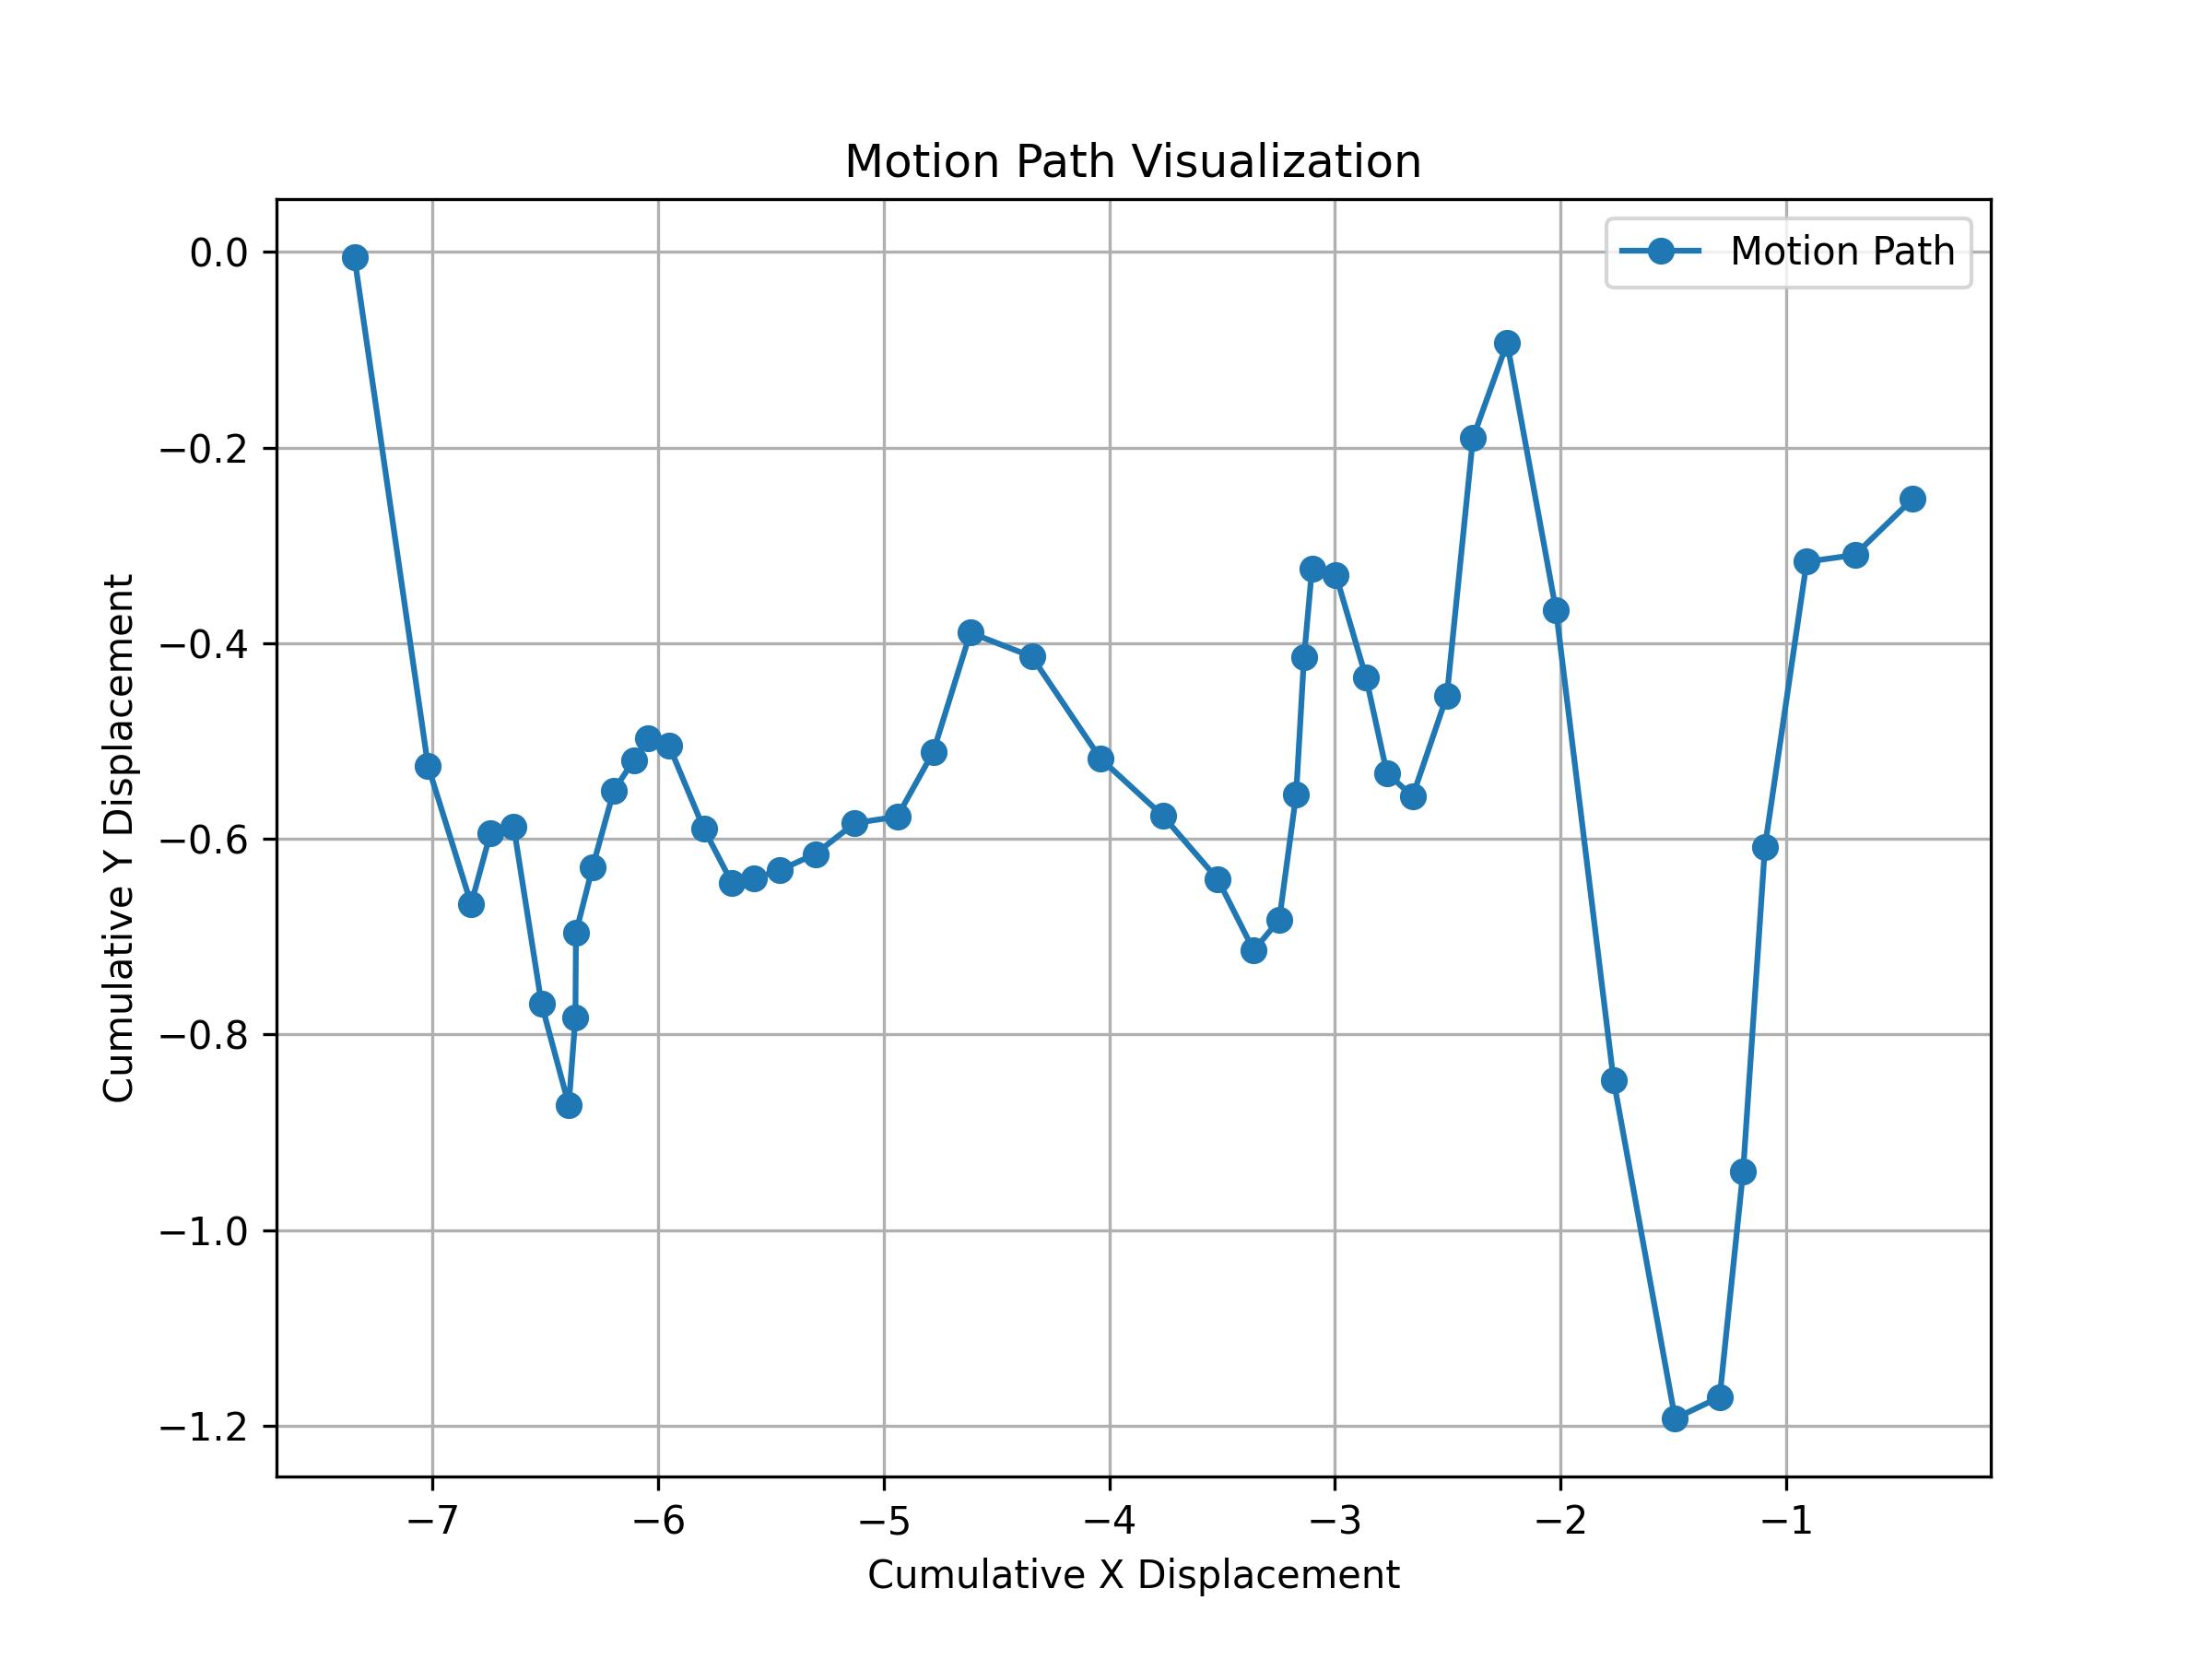 Motion Path Visualization
Motion Path
0.0
−0.2
−0.4
−0.6
−0.8
−1.0
−1.2
Cumulative Y Displacement
−7 −6 −5 −4 −3 −2 −1
Cumulative X Displacement